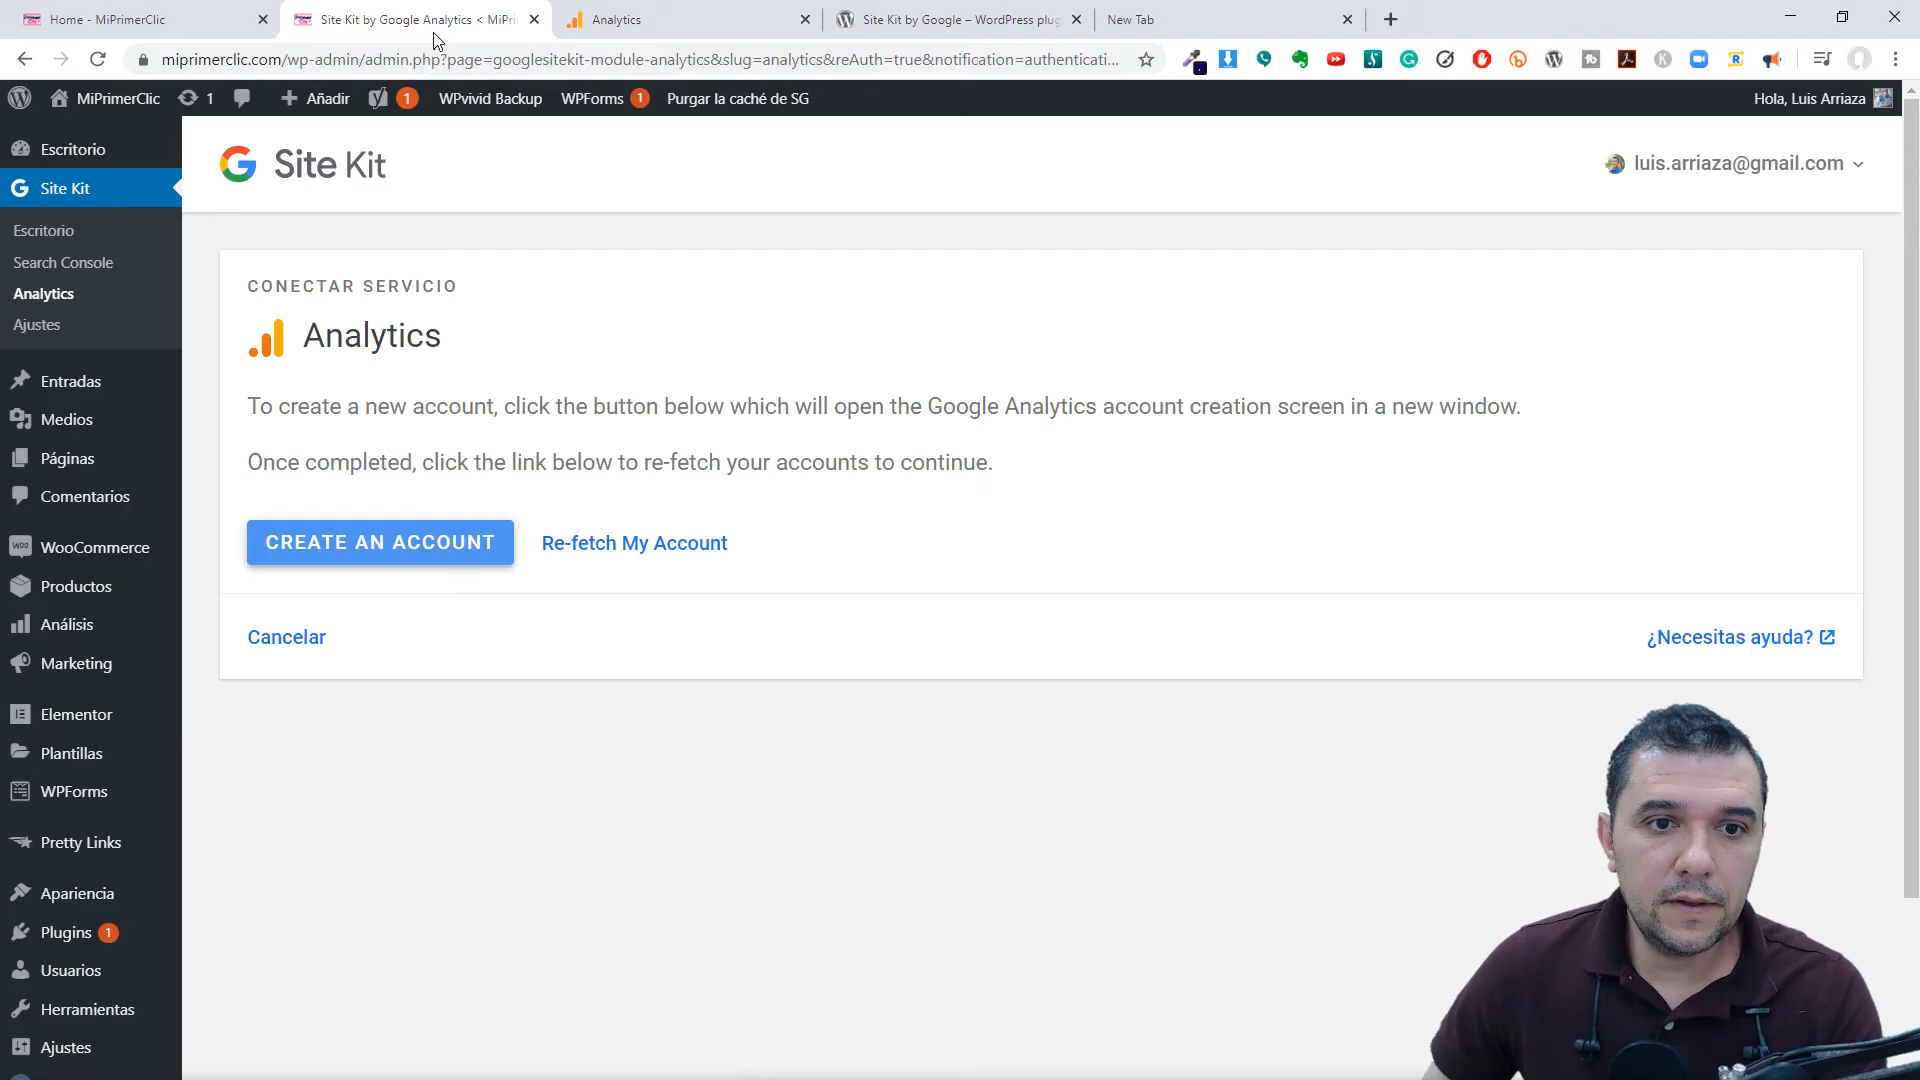 Home - MiPrimerClic
Site Kit by Google Analytics < MiPri
Analytics
Site Kit by Google – WordPress plug
New Tab
miprimerclic.com/wp-admin/admin.php?page=googlesitekit-module-analytics&slug=analytics&reAuth=true&notification=authenticati...
MiPrimerClic
1
Añadir
1
WPvivid Backup
WPForms 1
Purgar la caché de SG
Hola, Luis Arriaza
Escritorio
Site Kit
Escritorio
Search Console
Analytics
Ajustes
Entradas
Medios
Páginas
Comentarios
WooCommerce
Productos
Análisis
Marketing
Elementor
Plantillas
WPForms
Pretty Links
Apariencia
Plugins 1
Usuarios
Herramientas
Ajustes
Site Kit
luis.arriaza@gmail.com
CONECTAR SERVICIO
Analytics
To create a new account, click the button below which will open the Google Analytics account creation screen in a new window.
Once completed, click the link below to re-fetch your accounts to continue.
CREATE AN ACCOUNT
Re-fetch My Account
Cancelar
¿Necesitas ayuda?